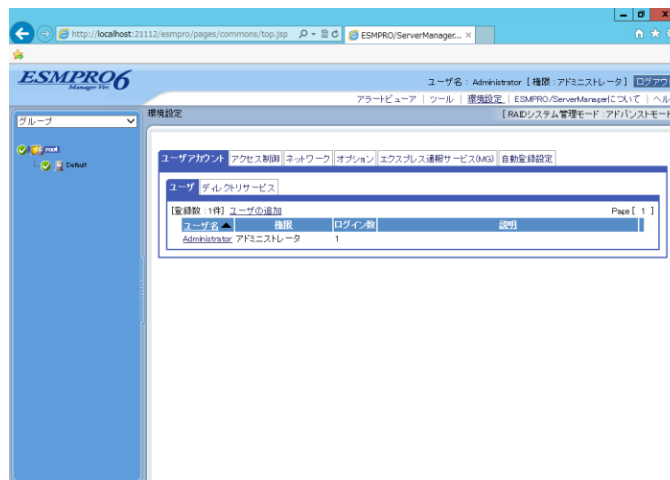 http://localhost:21112/esmpro/pages/commons/top.jsp
ESMPRO/ServerManager... ×
ESMPRO6
Manager Ver.
ユーザ名 : Administrator [ 権限 : アドミニストレータ ] ログアウ
アラートビューア | ツール | 環境設定 | ESMPRO/ServerManagerについて | ヘル
グループ
環境設定
[ RAIDシステム管理モード : アドバンストモート
root
Default
ユーザアカウント アクセス制御 ネットワーク オプション エクスプレス通報サービス(MG) 自動登録設定
ユーザ ディレクトリサービス
[登録数 : 1件] ユーザの追加 Page [ 1 ]
ユーザ名▲ 権限 ログイン数 説明
Administrator アドミニストレータ 1